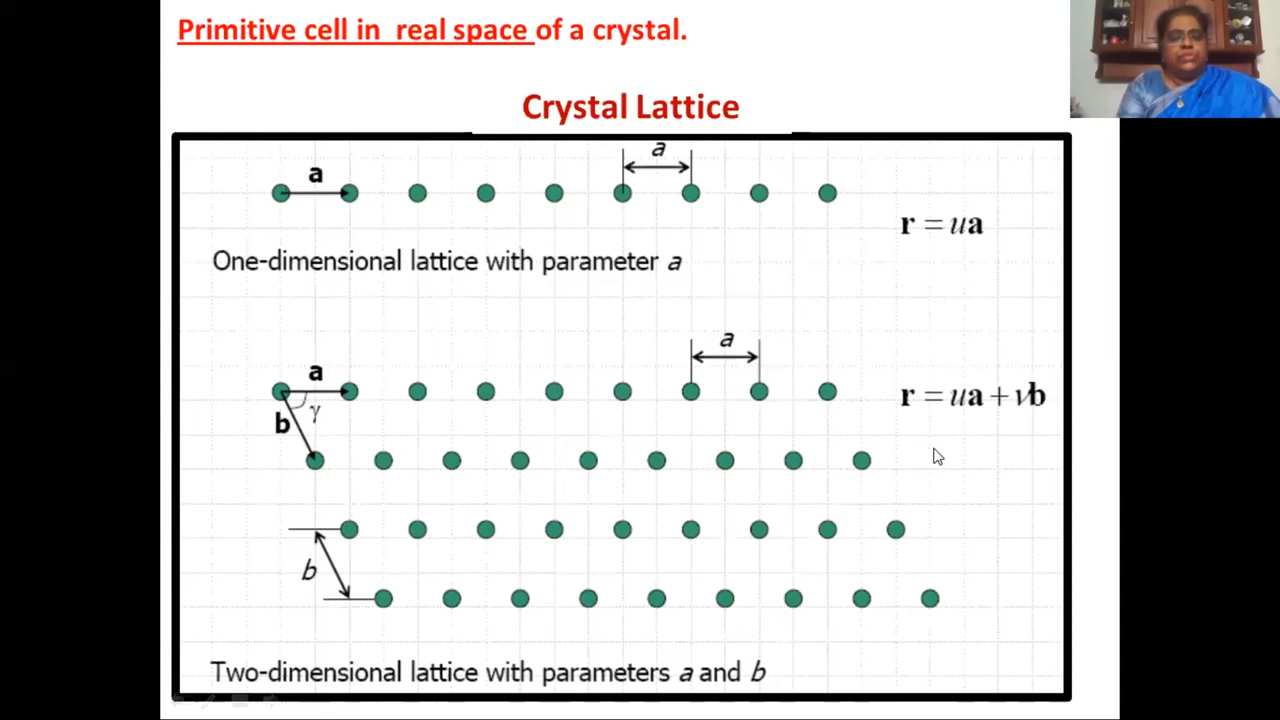 Primitive cell in real space of a crystal.
Crystal Lattice
a
a
r = ua
One-dimensional lattice with parameter a
a
a
r = ua + vb
b
γ
b
Two-dimensional lattice with parameters a and b